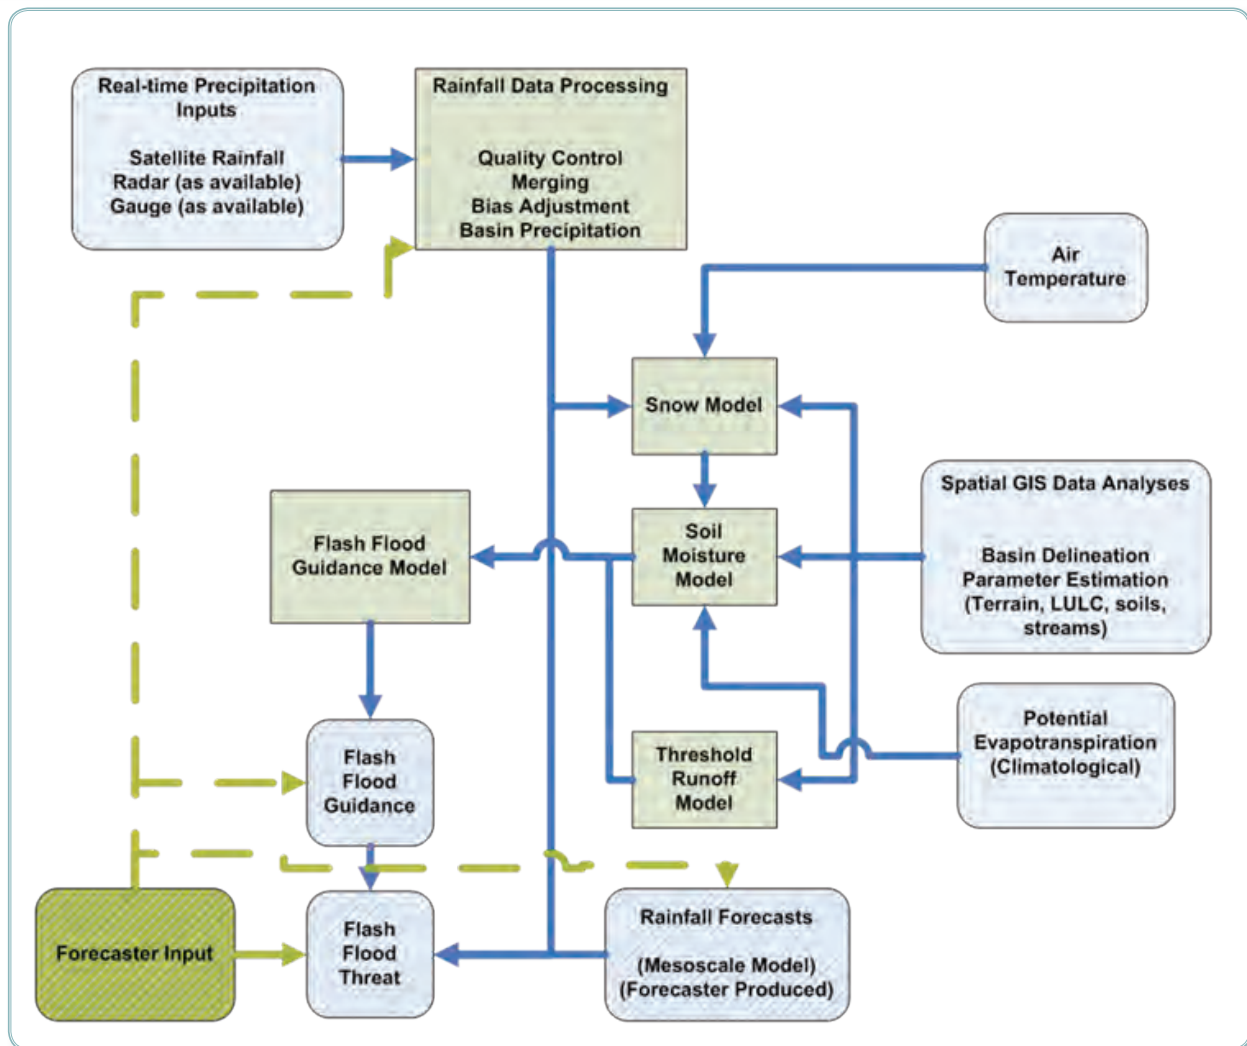 Real-time Precipitation
Inputs
Satellite Rainfall
Radar (as available)
Gauge (as available)
Rainfall Data Processing
Quality Control
Merging
Bias Adjustment
Basin Precipitation
Air
Temperature
Snow Model
Spatial GIS Data Analyses
Basin Delineation
Parameter Estimation
(Terrain, LULC, soils,
streams)
Soil
Moisture
Model
Flash Flood
Guidance Model
Potential
Evapotranspiration
(Climatological)
Threshold
Runoff
Model
Flash
Flood
Guidance
Forecaster Input
Flash
Flood
Threat
Rainfall Forecasts
(Mesoscale Model)
(Forecaster Produced)